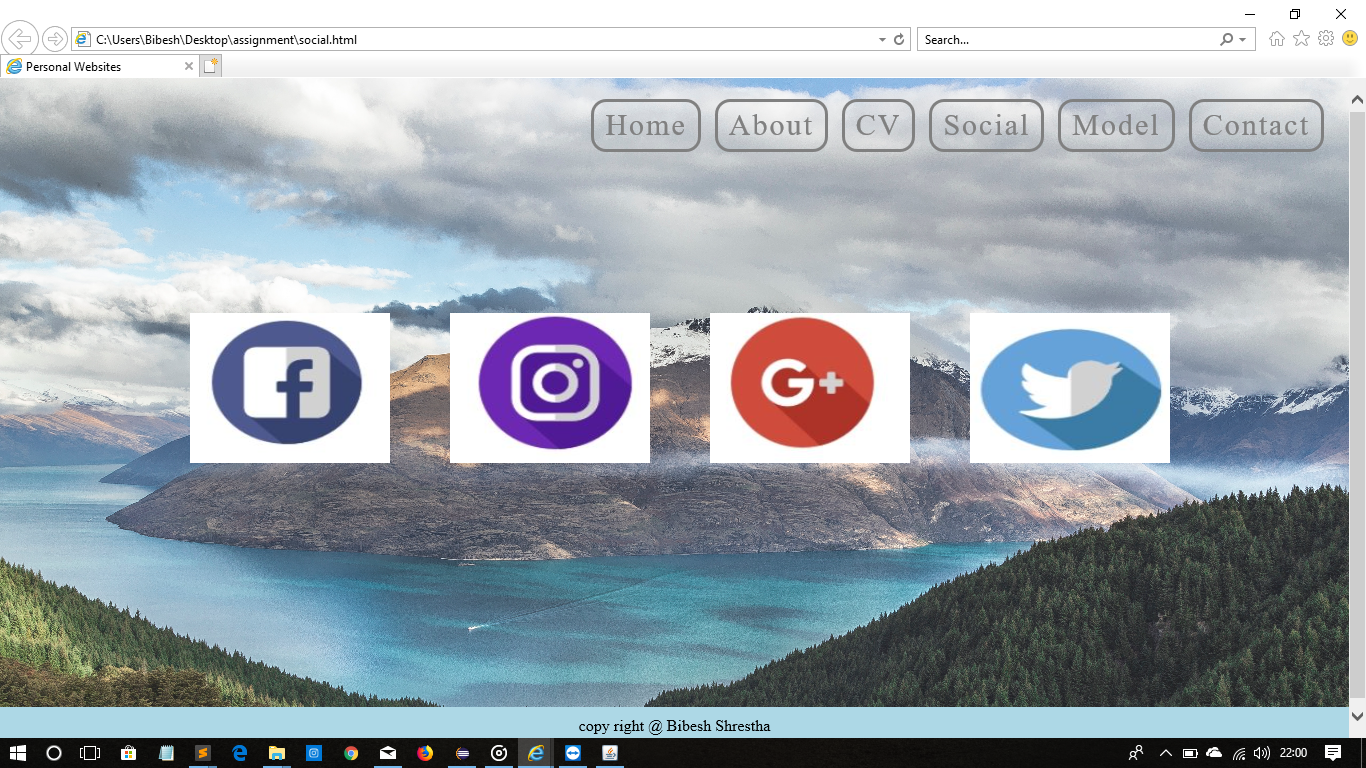 C:\Users\Bibesh\Desktop\assignment\social.html
Search...
Personal Websites
Home About CV Social Model Contact
f G+
copy right @ Bibesh Shrestha
22:00